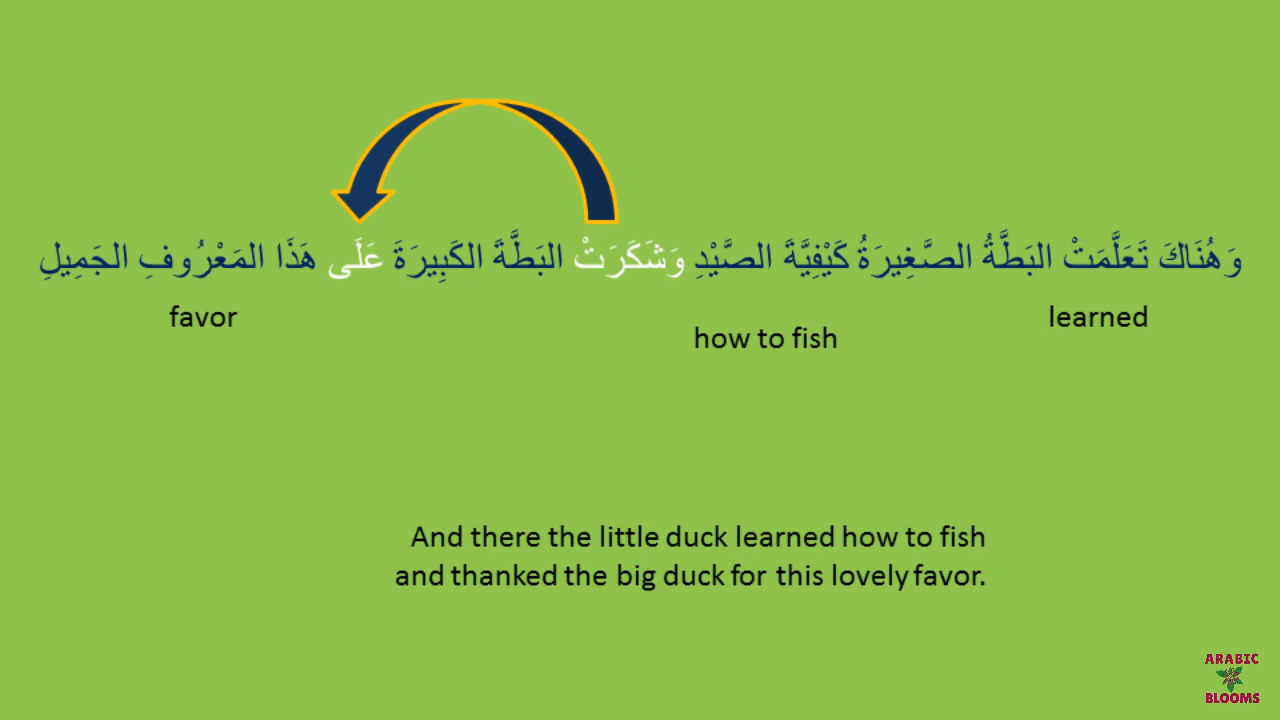 وَهُنَاكَ تَعَلَّمَتْ البَطَّةُ الصَّغِيرَةُ كَيْفِيَّةَ الصَّيْدِ وَشَكَرَتْ البَطَّةَ الكَبِيرَةَ عَلَى هَذَا المَعْرُوفِ الجَمِيلِ
favor
learned
how to fish
And there the little duck learned how to fish
and thanked the big duck for this lovely favor.
ARABIC
BLOOMS